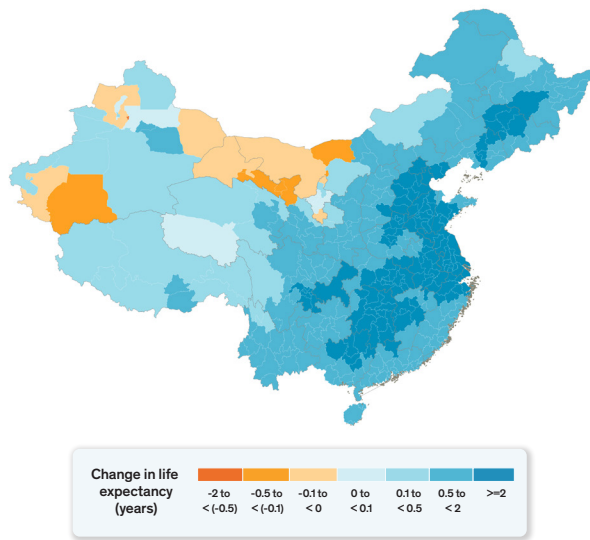 Change in life
expectancy
(years)
-2 to
< (-0.5)
-0.5 to
< (-0.1)
-0.1 to
< 0
0 to
< 0.1
0.1 to
< 0.5
0.5 to
< 2
>=2